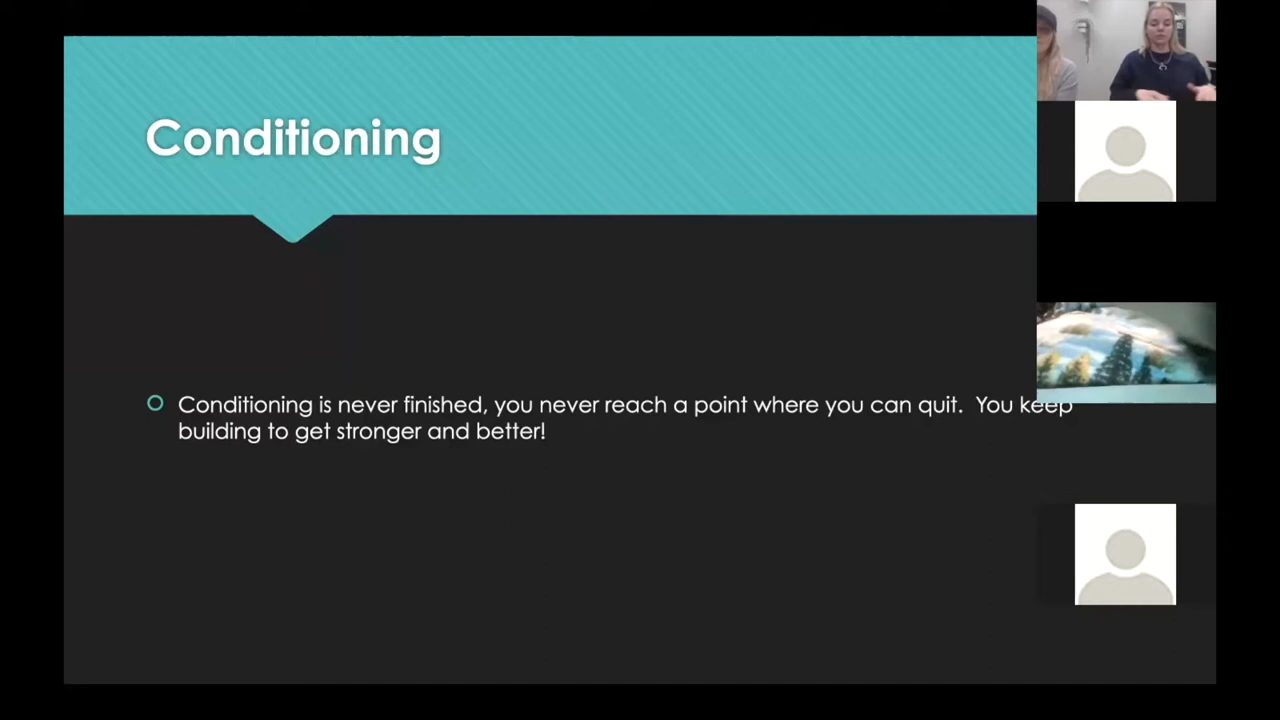 Conditioning
Conditioning is never finished, you never reach a point where you can quit.  You keep
building to get stronger and better!